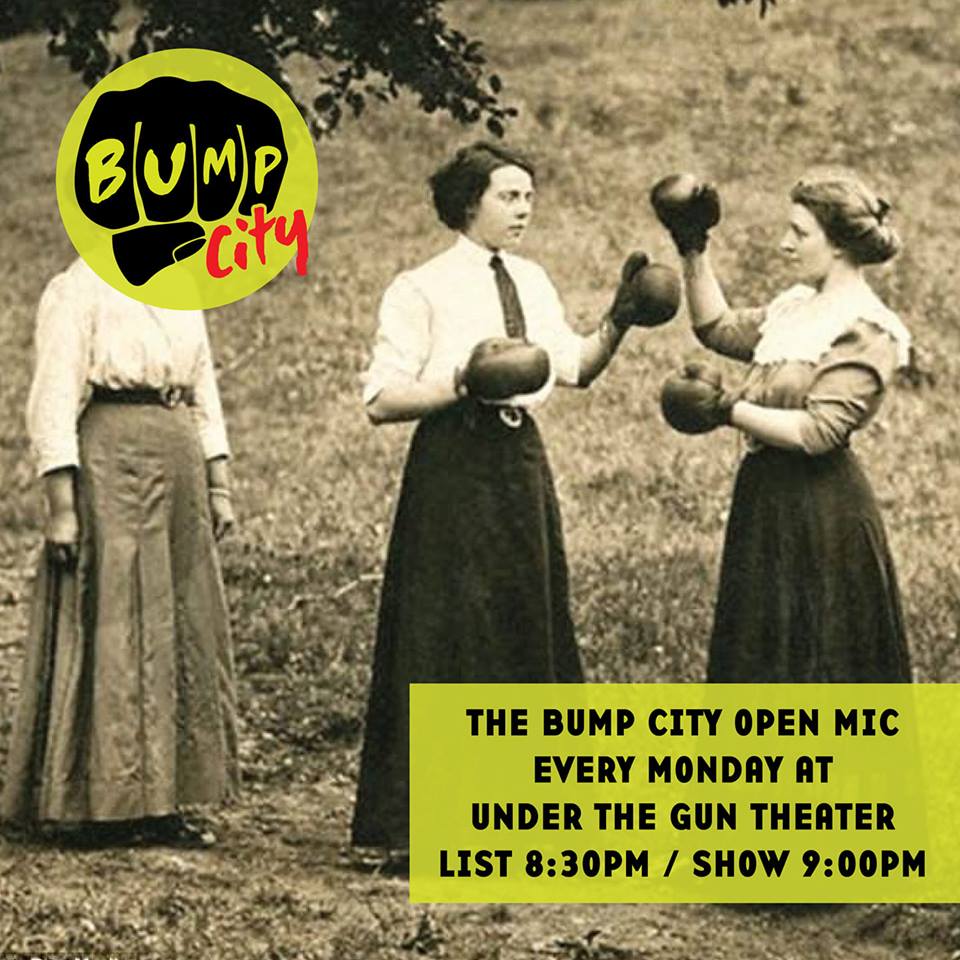 BUMP
City
THE BUMP CITY OPEN MIC
EVERY MONDAY AT
UNDER THE GUN THEATER
LIST 8:30PM / SHOW 9:00PM